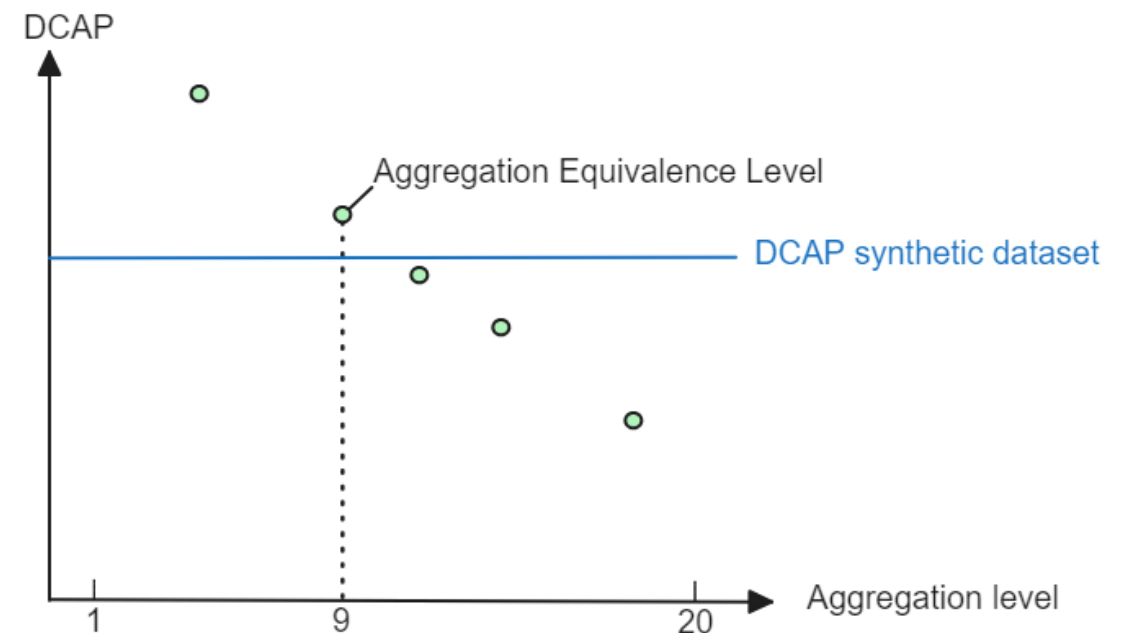 DCAP
Aggregation Equivalence Level
DCAP synthetic dataset
1
9
20
Aggregation level